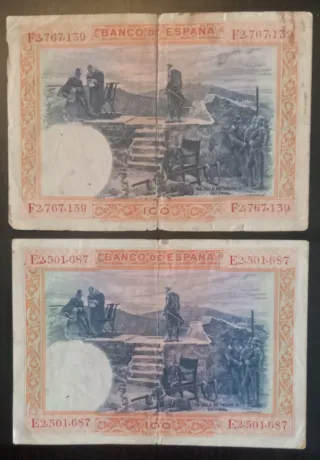 F2,767,159 BANCO DE ESPAÑA F2,767,159
F2,767,159 100 F2,767,159
E2,501,687 BANCO DE ESPAÑA E2,501,687
E2,501,687 100 E2,501,687